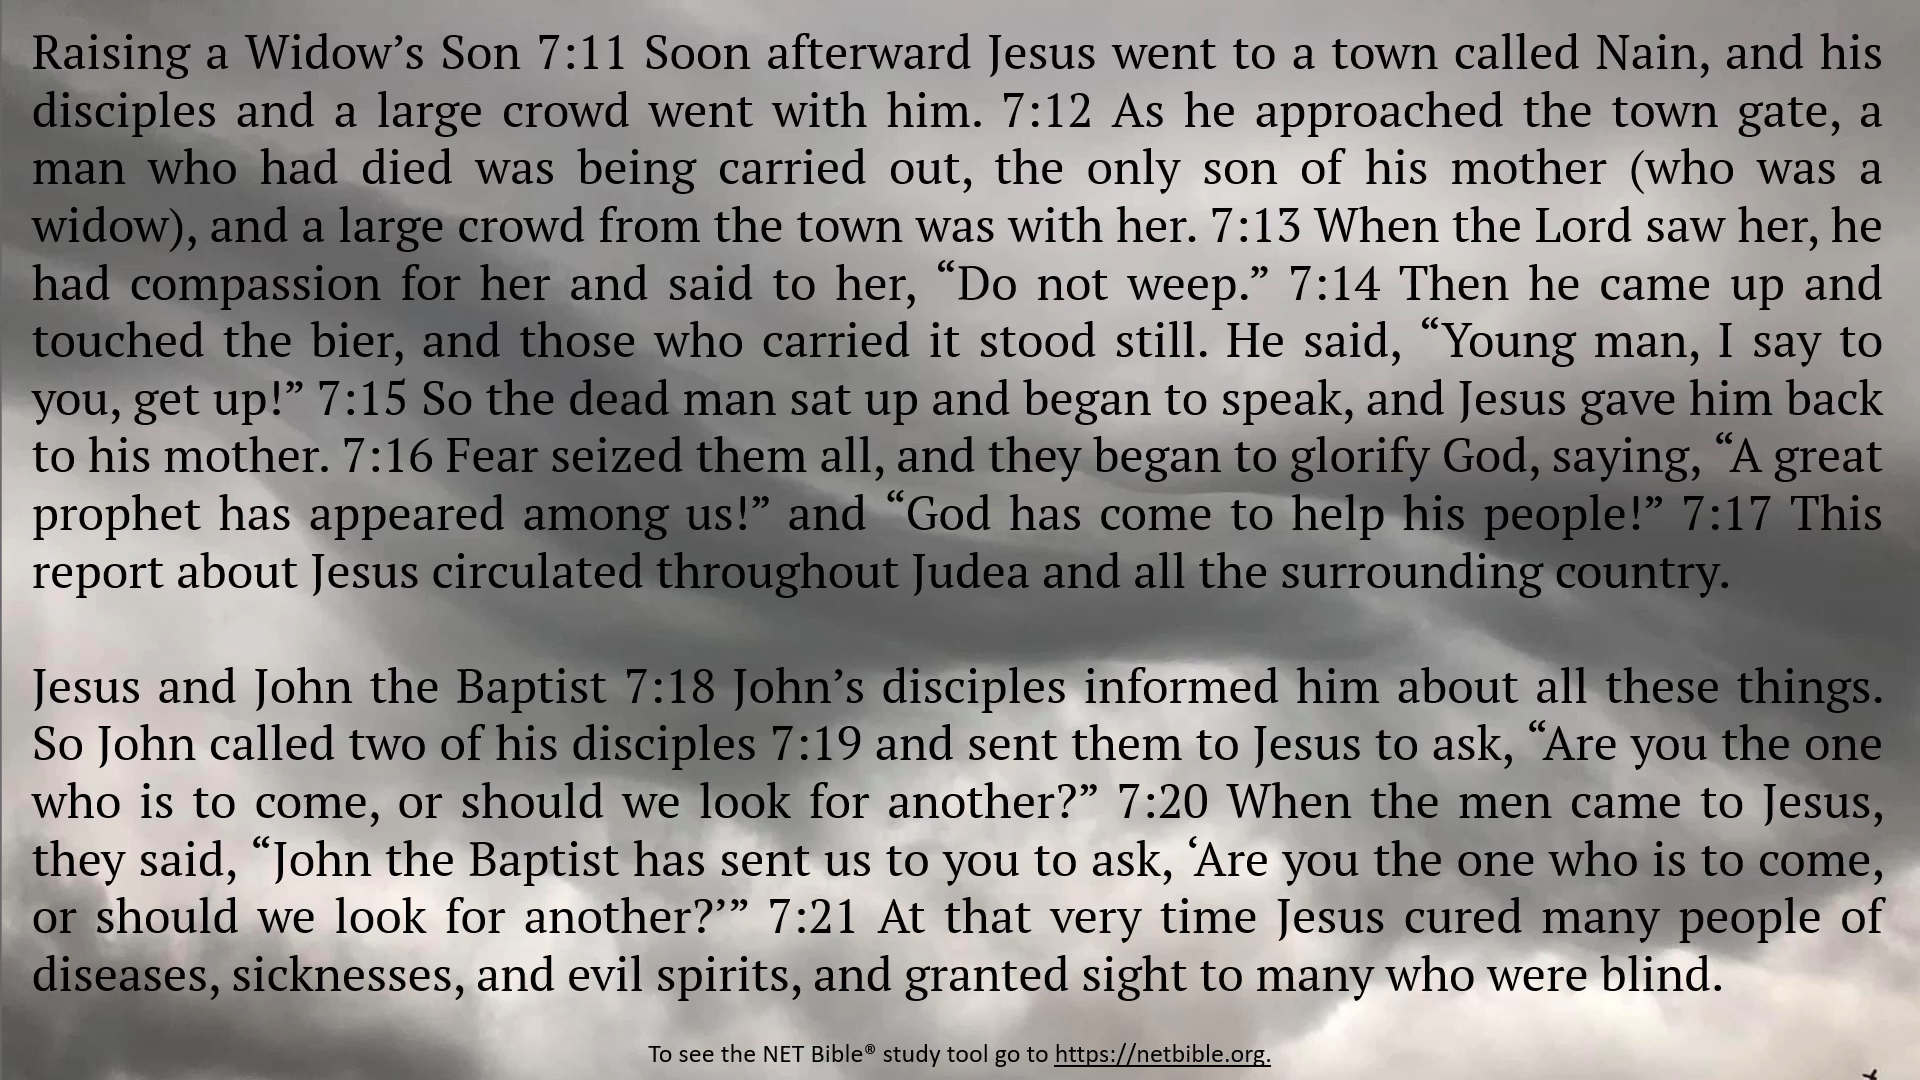 Raising a Widow’s Son 7:11 Soon afterward Jesus went to a town called Nain, and his
disciples and a large crowd went with him. 7:12 As he approached the town gate, a
man who had died was being carried out, the only son of his mother (who was a
widow), and a large crowd from the town was with her. 7:13 When the Lord saw her, he
had compassion for her and said to her, “Do not weep.” 7:14 Then he came up and
touched the bier, and those who carried it stood still. He said, “Young man, I say to
you, get up!” 7:15 So the dead man sat up and began to speak, and Jesus gave him back
to his mother. 7:16 Fear seized them all, and they began to glorify God, saying, “A great
prophet has appeared among us!” and “God has come to help his people!” 7:17 This
report about Jesus circulated throughout Judea and all the surrounding country.
Jesus and John the Baptist 7:18 John’s disciples informed him about all these things.
So John called two of his disciples 7:19 and sent them to Jesus to ask, “Are you the one
who is to come, or should we look for another?” 7:20 When the men came to Jesus,
they said, “John the Baptist has sent us to you to ask, ‘Are you the one who is to come,
or should we look for another?’” 7:21 At that very time Jesus cured many people of
diseases, sicknesses, and evil spirits, and granted sight to many who were blind.
To see the NET Bible® study tool go to https://netbible.org.